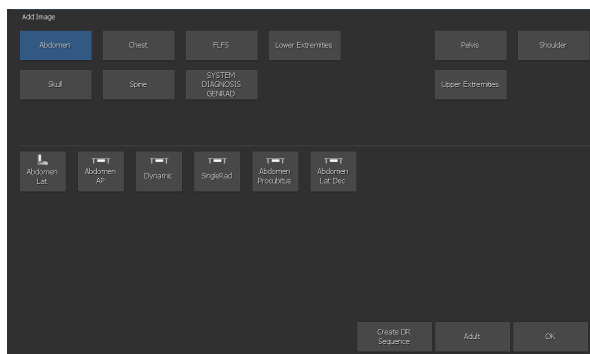 Add Image
Abdomen
Chest
FLFS
Lower Extremities
Pelvis
Shoulder
Skull
Spine
SYSTEM
DIAGNOSIS
GENRAD
Upper Extremities
Abdomen
Lat
Abdomen
AP
Dynamic
SingleRad
Abdomen
Procubitus
Abdomen
Lat Dec
Create DR
Sequence
Adult
OK